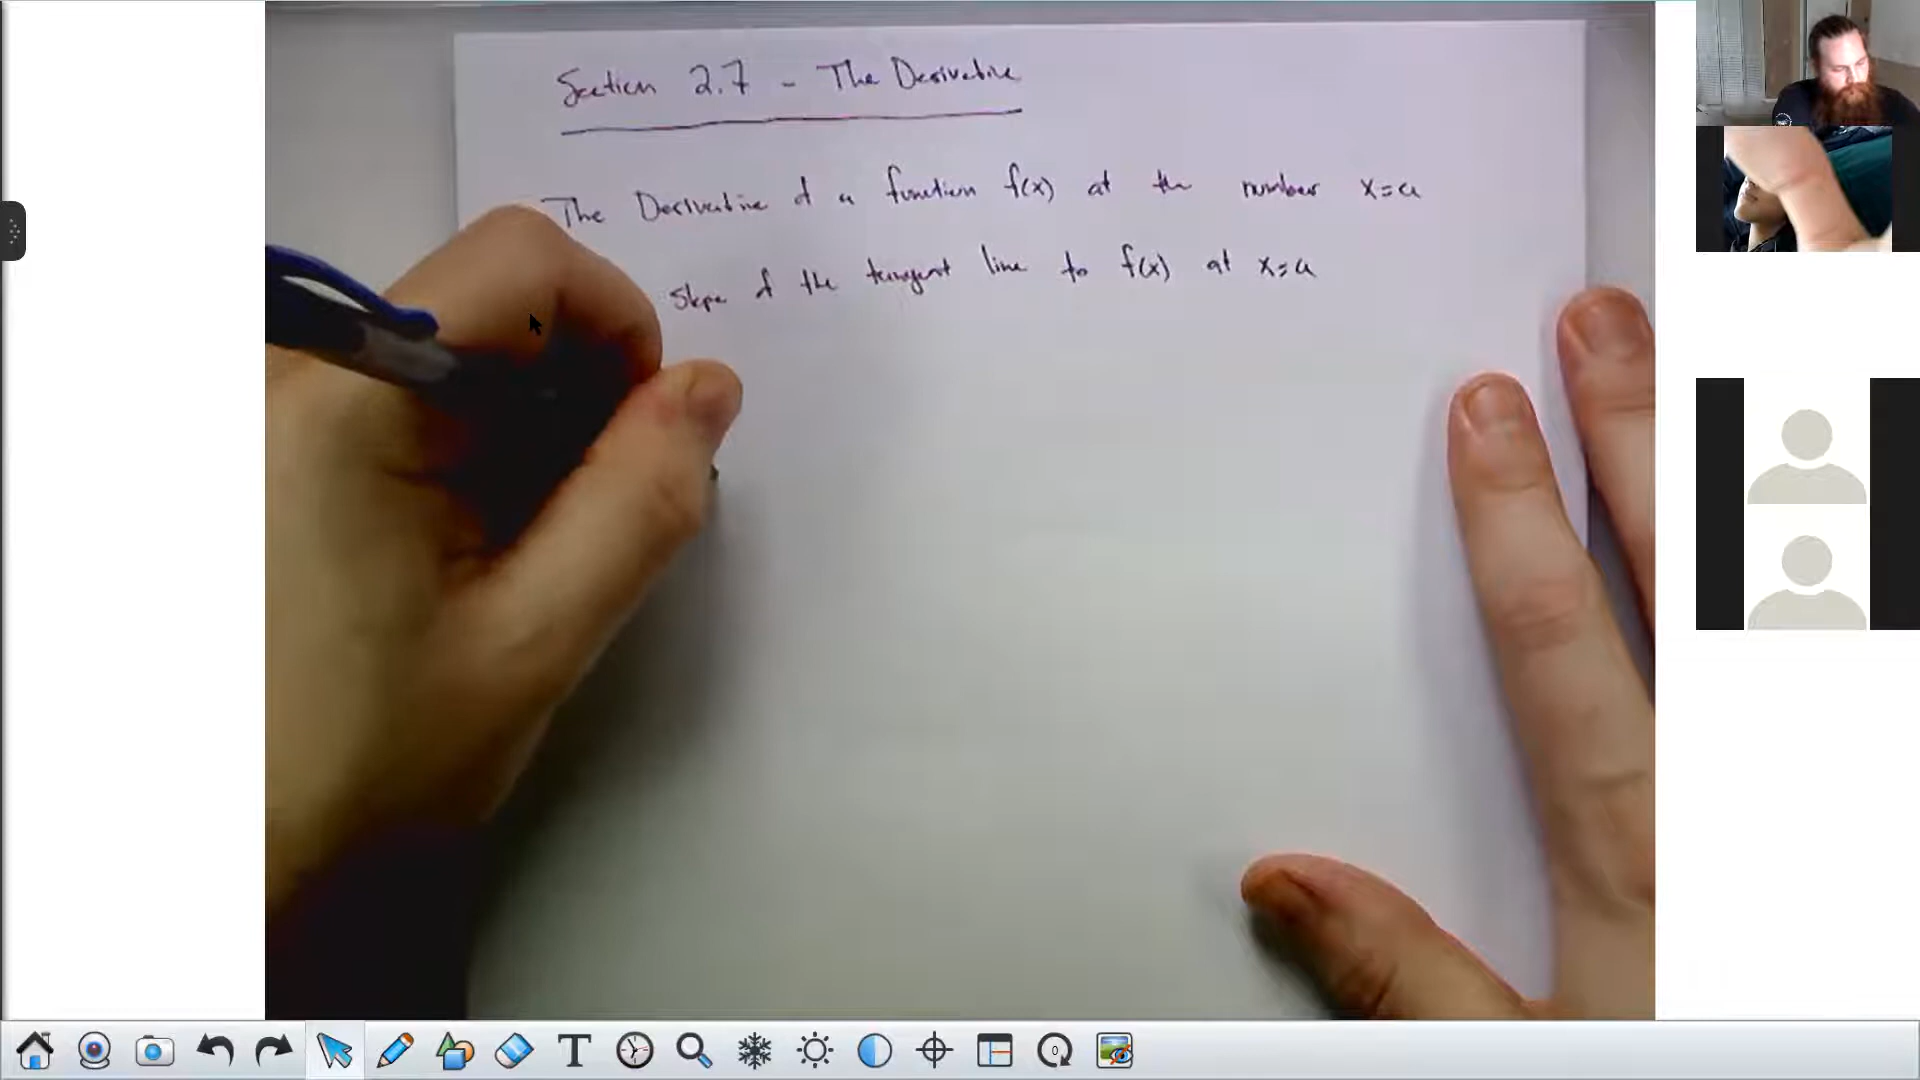 Section 2.7 - The Derivative
The Derivative of a function f(x) at the number x=a
slope of the tangent line to f(x) at x=a
T
0